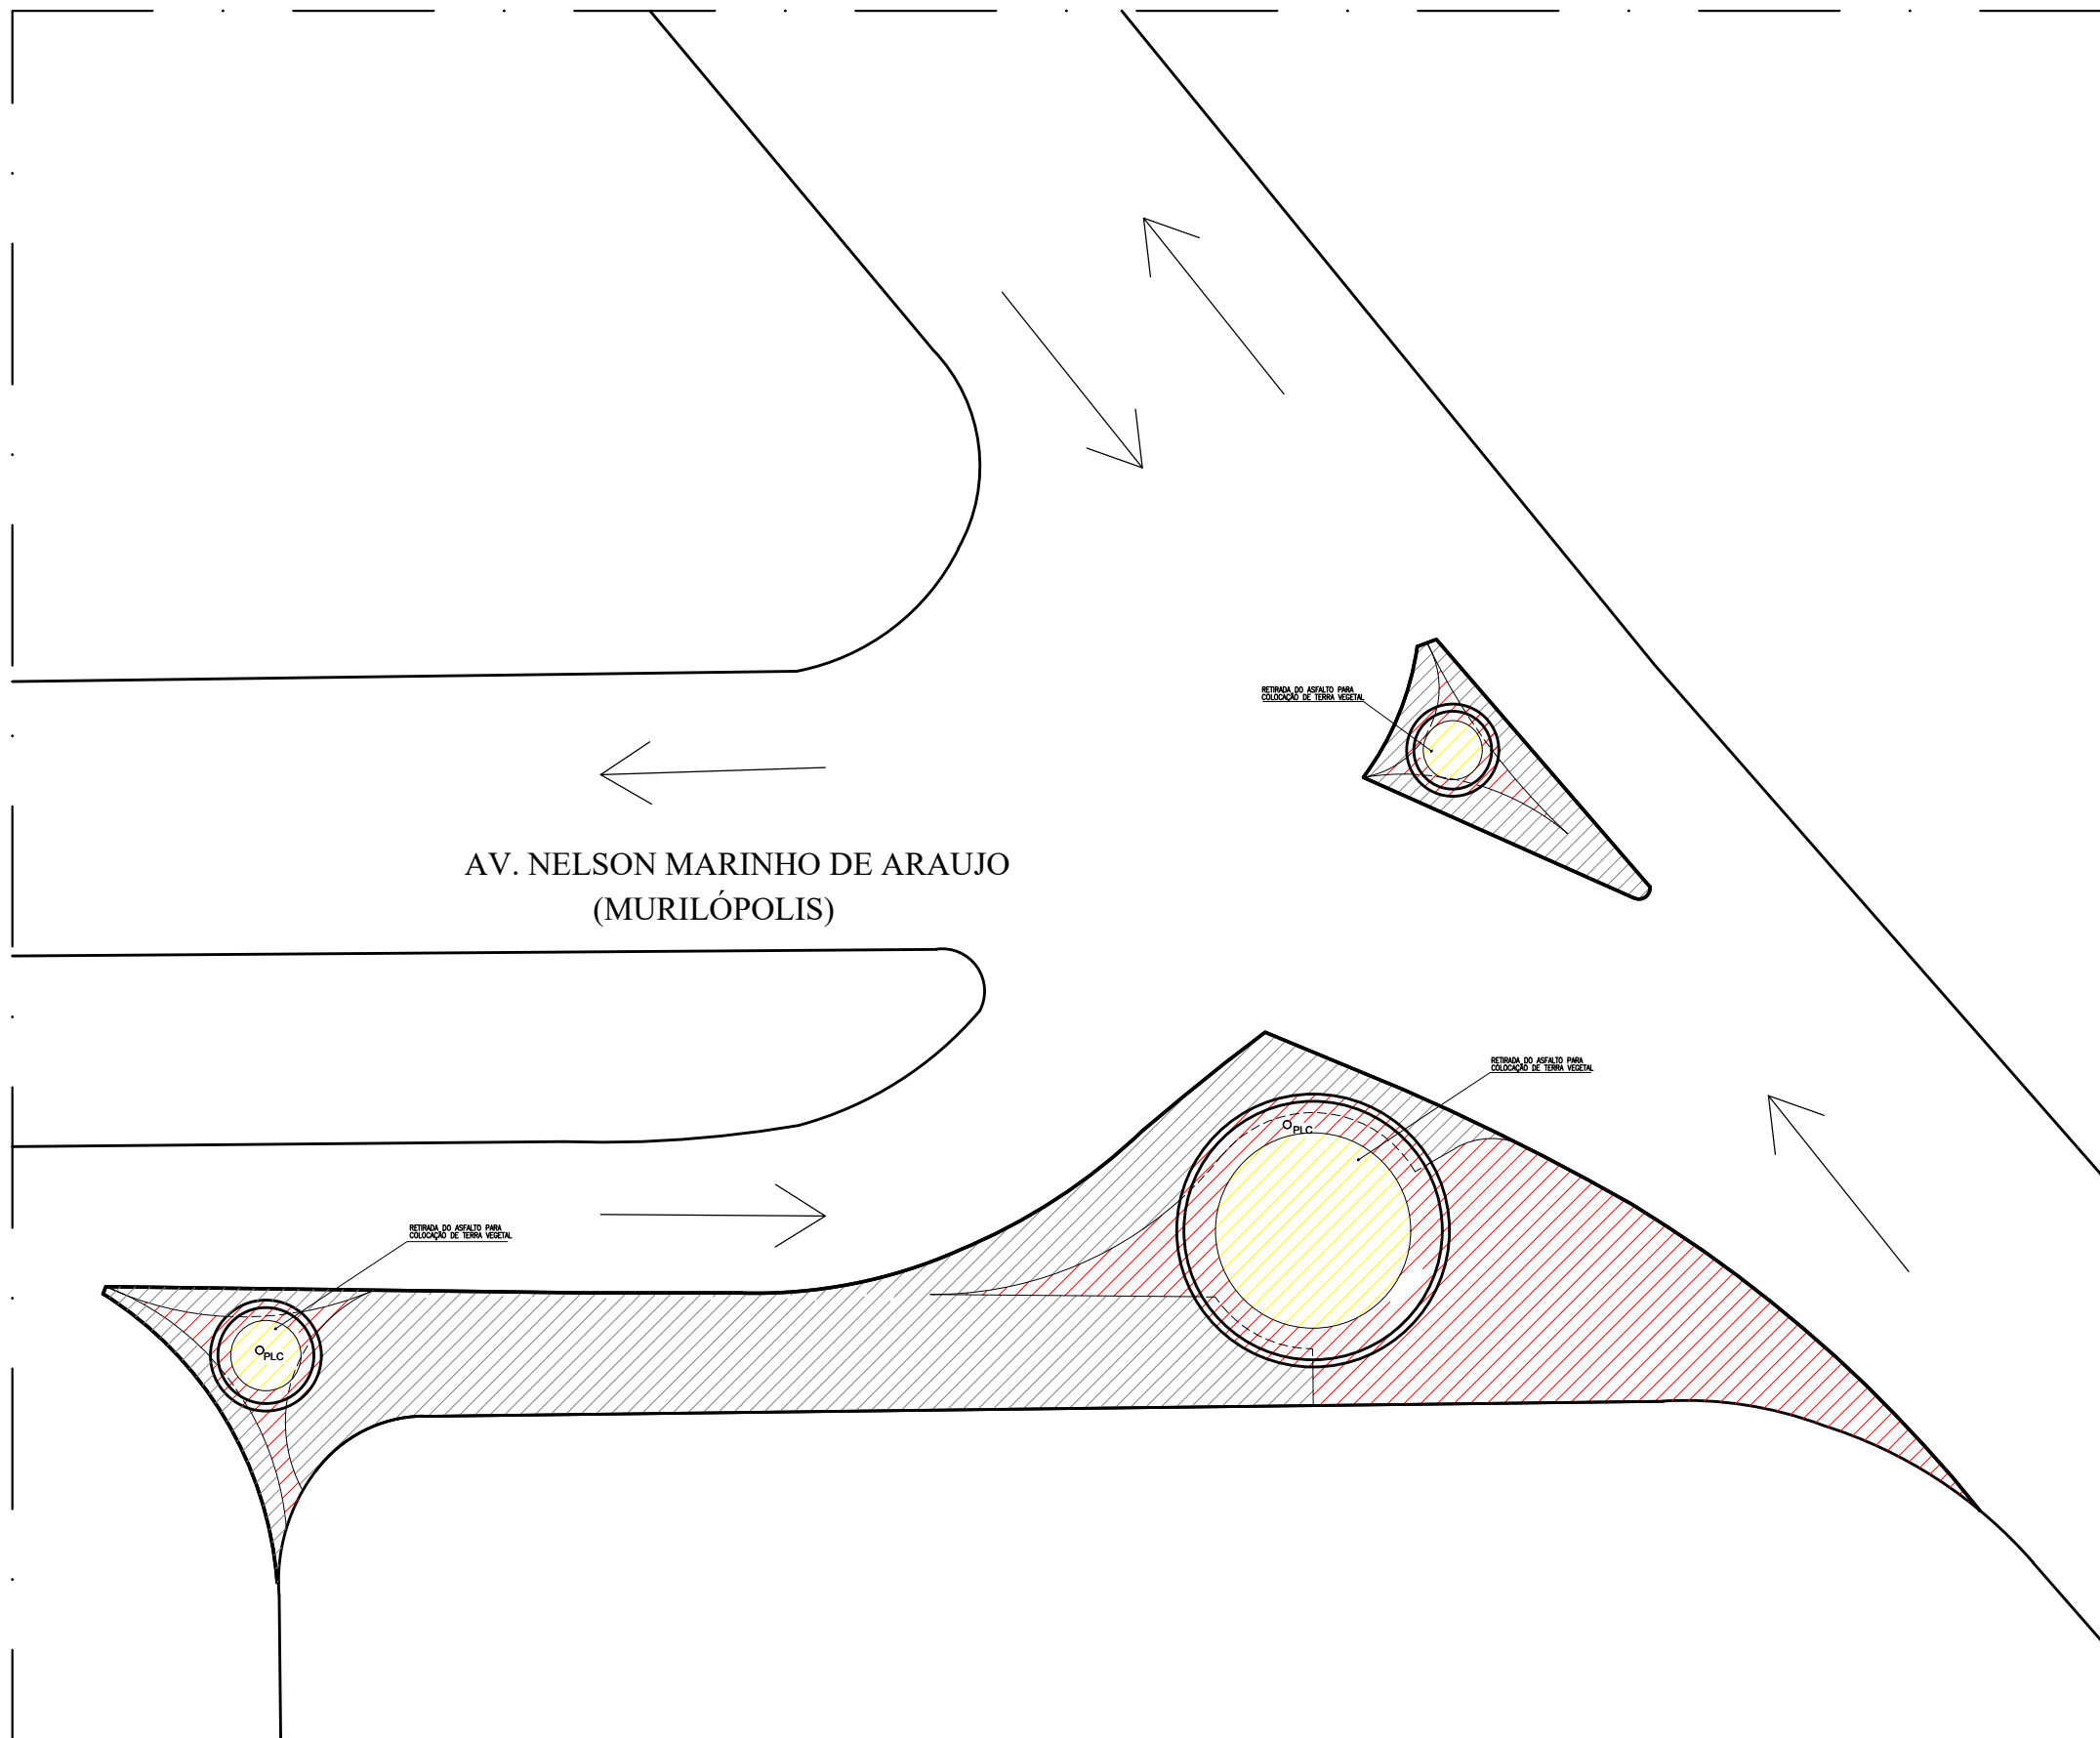 RETIRADA DO ASFALTO PARA
COLOCAÇÃO DE TERRA VEGETAL
AV. NELSON MARINHO DE ARAUJO
(MURILÓPOLIS)
RETIRADA DO ASFALTO PARA
COLOCAÇÃO DE TERRA VEGETAL
PLC
RETIRADA DO ASFALTO PARA
COLOCAÇÃO DE TERRA VEGETAL
PLC